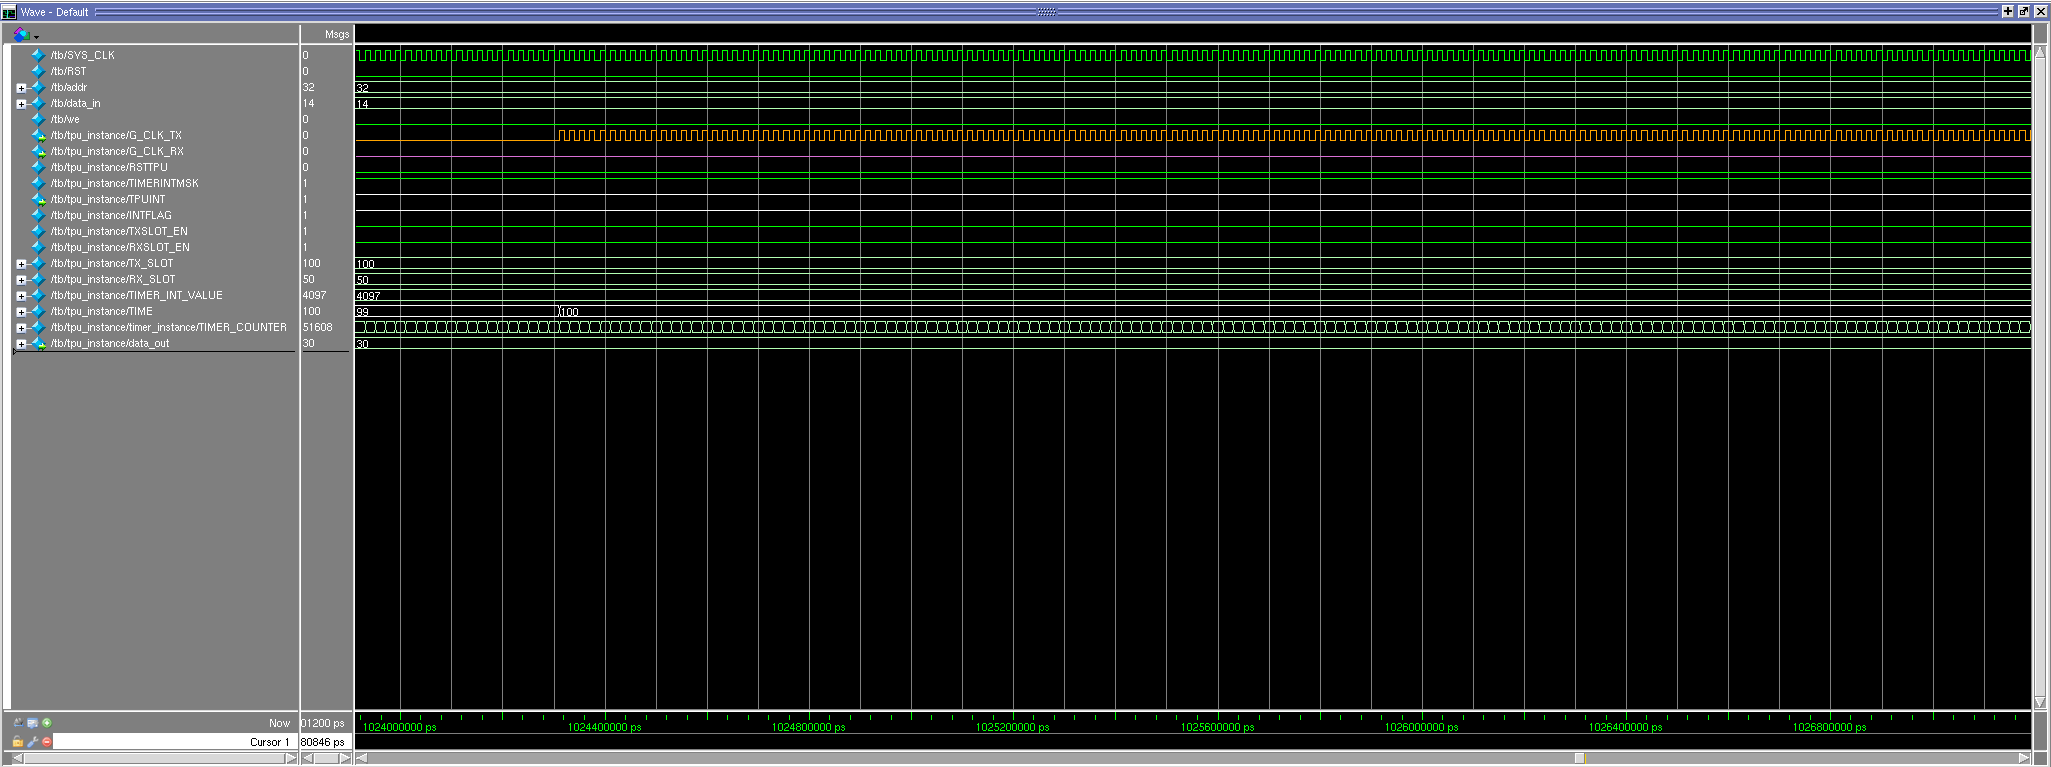 Wave - Default
Msgs
/tb/SYS_CLK 0
/tb/RST 0
/tb/addr 32 32
/tb/data_in 14 14
/tb/we 0
/tb/tpu_instance/G_CLK_TX 0
/tb/tpu_instance/G_CLK_RX 0
/tb/tpu_instance/RSTTPU 0
/tb/tpu_instance/TIMERINTMSK 1
/tb/tpu_instance/TPUINT 1
/tb/tpu_instance/INTFLAG 1
/tb/tpu_instance/TXSLOT_EN 1
/tb/tpu_instance/RXSLOT_EN 1
/tb/tpu_instance/TX_SLOT 100 100
/tb/tpu_instance/RX_SLOT 50 50
/tb/tpu_instance/TIMER_INT_VALUE 4097 4097
/tb/tpu_instance/TIME 100 99 100
/tb/tpu_instance/timer_instance/TIMER_COUNTER 51608
/tb/tpu_instance/data_out 30 30
Now 01200 ps 1024000000 ps 1024400000 ps 1024800000 ps 1025200000 ps 1025600000 ps 1026000000 ps 1026400000 ps 1026800000 ps
Cursor 1 80846 ps